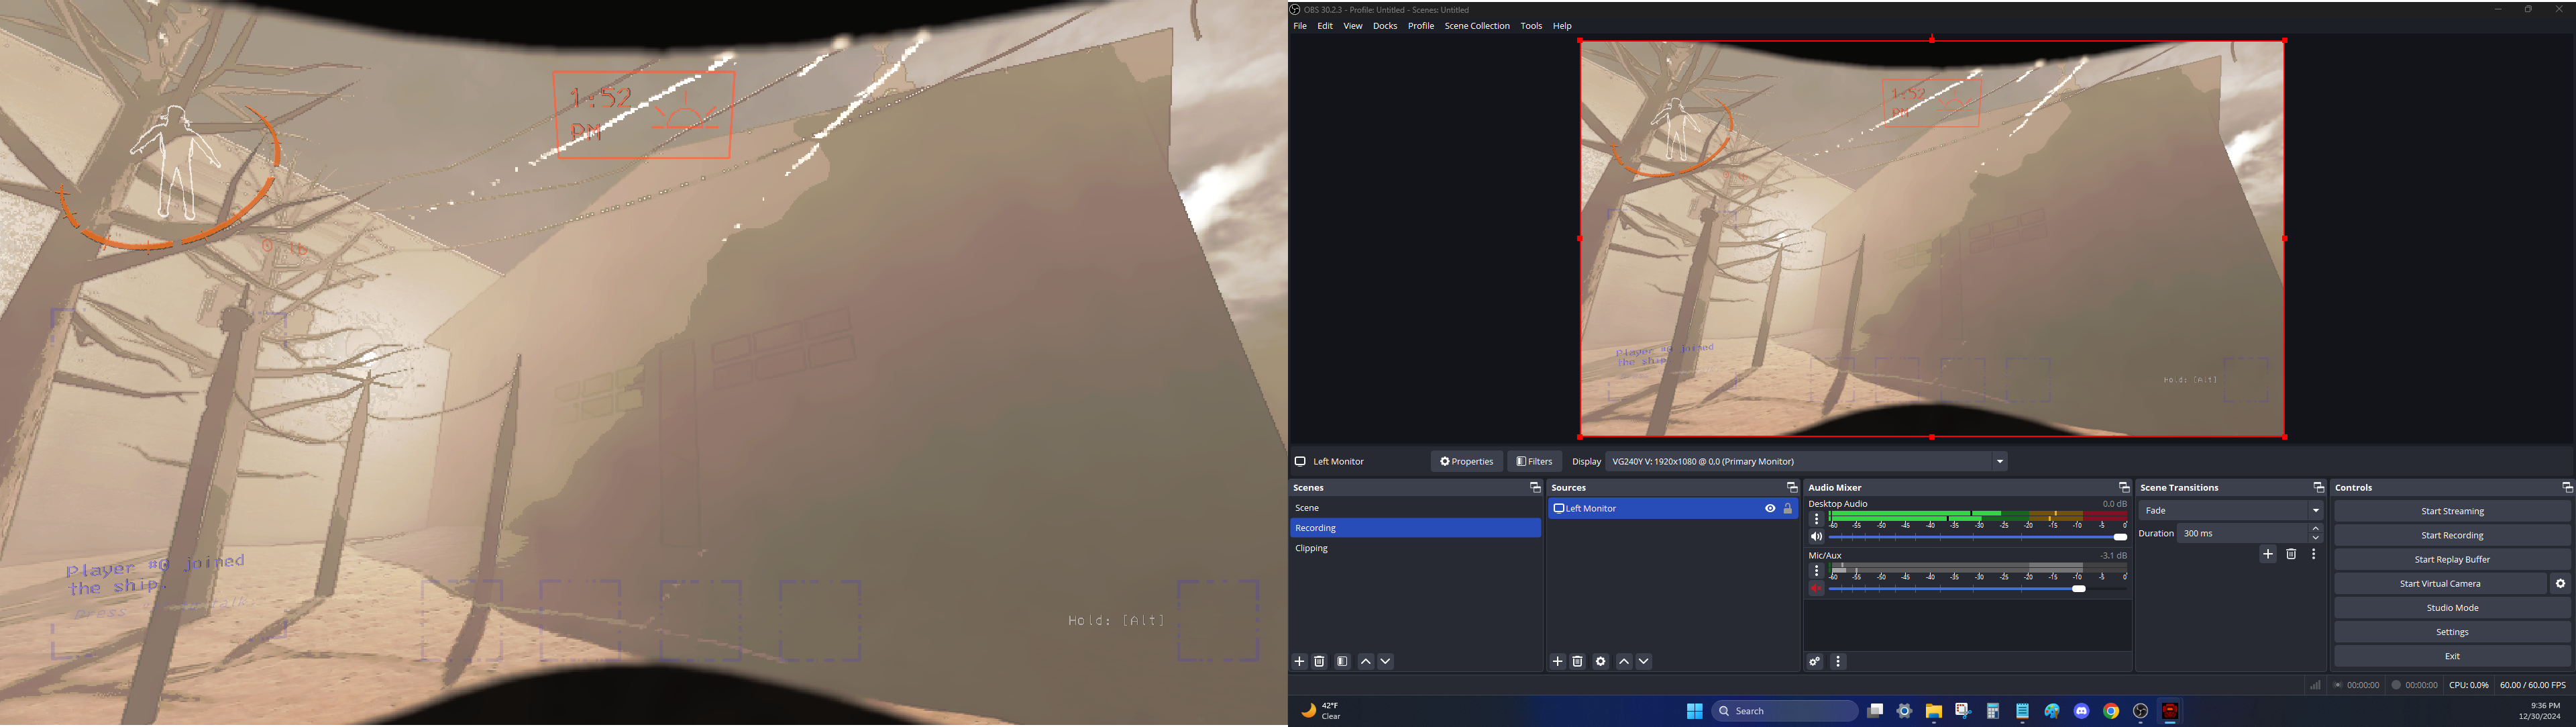 1:52
PM
0 lb
Player #0 joined
the ship.
press
Hold: [Alt]
OBS 30.2.3 - Profile: Untitled - Scenes: Untitled
File Edit View Docks Profile Scene Collection Tools Help
1:52
PM
Player #0 joined
the ship.
Hold: [Alt]
Left Monitor Properties Filters Display VG240Y V: 1920x1080 @ 0,0 (Primary Monitor)
Scenes
Scene
Recording
Clipping
Sources
Left Monitor
Audio Mixer
Desktop Audio 0.0 dB
-60 -55 -50 -45 -40 -35 -30 -25 -20 -15 -10 -5 0
Mic/Aux -3.1 dB
-60 -55 -50 -45 -40 -35 -30 -25 -20 -15 -10 -5 0
Scene Transitions
Fade
Duration 300 ms
Controls
Start Streaming
Start Recording
Start Replay Buffer
Start Virtual Camera
Studio Mode
Settings
Exit
00:00:00 00:00:00 CPU: 0.0% 60.00 / 60.00 FPS
42°F
Clear
Search
9:36 PM
12/30/2024